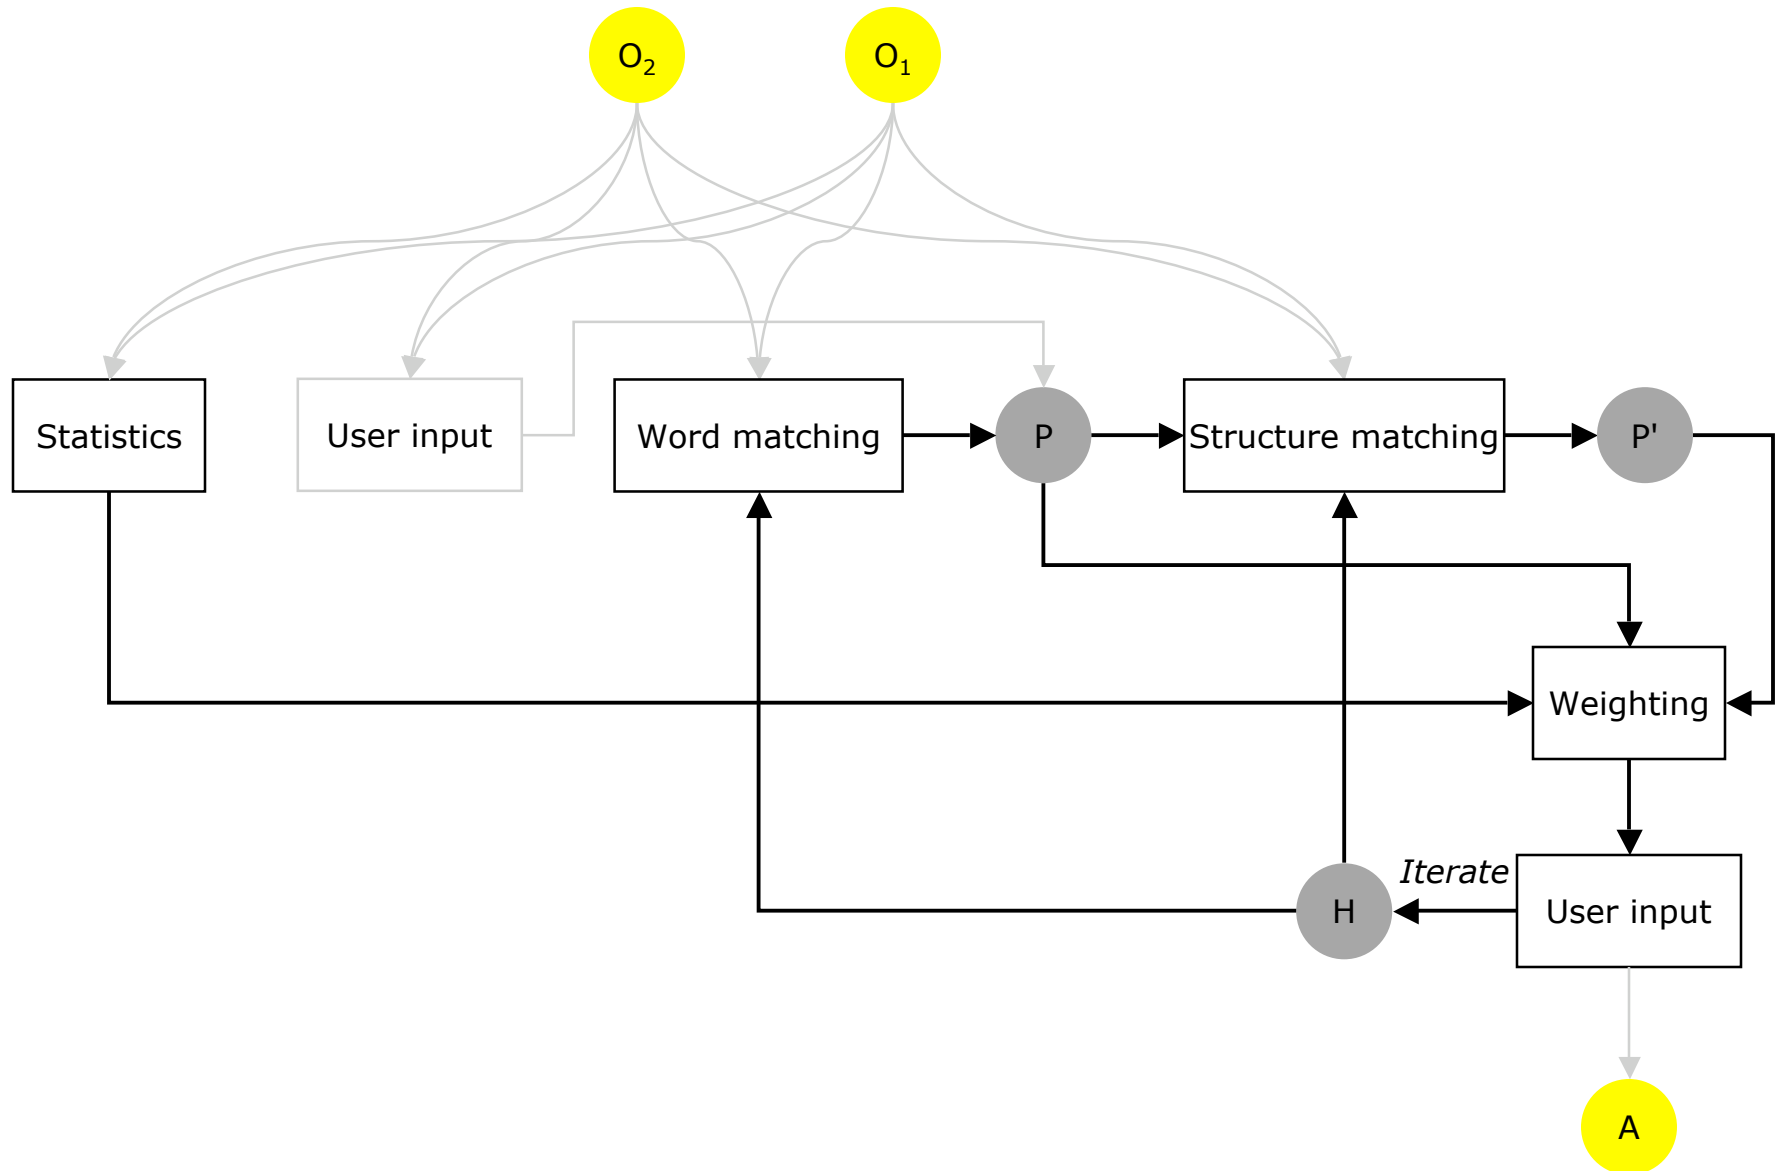 O₂
O₁
Statistics
User input
Word matching
P
Structure matching
P'
Weighting
Iterate
H
User input
A